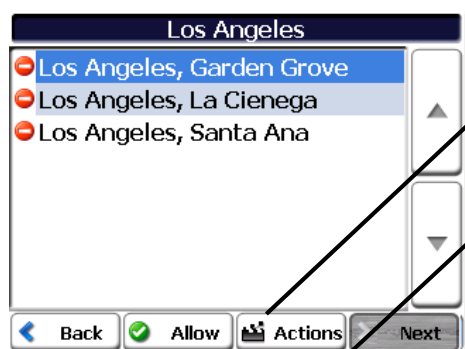 Los Angeles
Los Angeles, Garden Grove
Los Angeles, La Cienega
Los Angeles, Santa Ana
Back Allow Actions Next